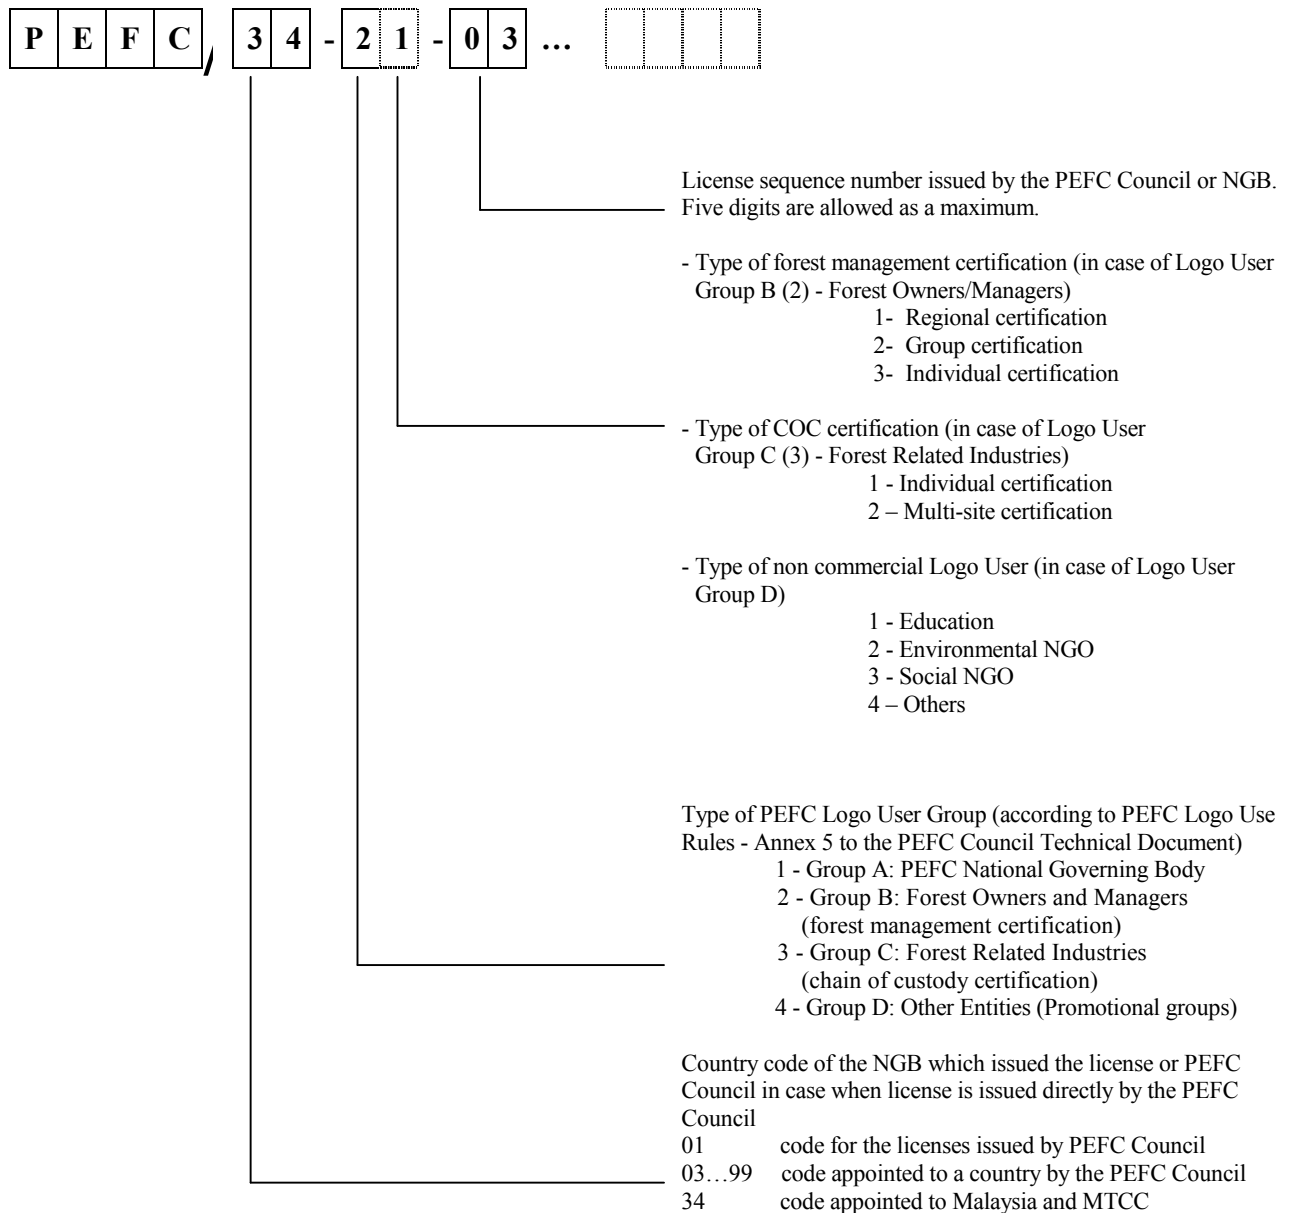 PEFC/34-21-03...
License sequence number issued by the PEFC Council or NGB.
Five digits are allowed as a maximum.
- Type of forest management certification (in case of Logo User
Group B (2) - Forest Owners/Managers)
1- Regional certification
2- Group certification
3- Individual certification
- Type of COC certification (in case of Logo User
Group C (3) - Forest Related Industries)
1 - Individual certification
2 – Multi-site certification
- Type of non commercial Logo User (in case of Logo User
Group D)
1 - Education
2 - Environmental NGO
3 - Social NGO
4 – Others
Type of PEFC Logo User Group (according to PEFC Logo Use
Rules - Annex 5 to the PEFC Council Technical Document)
1 - Group A: PEFC National Governing Body
2 - Group B: Forest Owners and Managers
(forest management certification)
3 - Group C: Forest Related Industries
(chain of custody certification)
4 - Group D: Other Entities (Promotional groups)
Country code of the NGB which issued the license or PEFC
Council in case when license is issued directly by the PEFC
Council
01 code for the licenses issued by PEFC Council
03…99 code appointed to a country by the PEFC Council
34 code appointed to Malaysia and MTCC